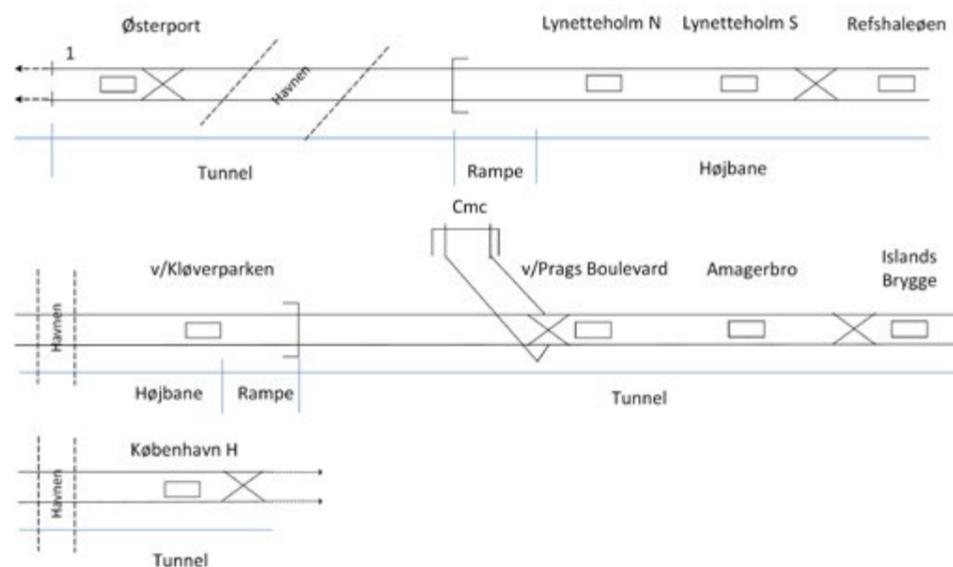 Østerport
Lynetteholm N
Lynetteholm S
Refshaleøen
1
Havnen
Tunnel
Rampe
Højbane
Cmc
v/Kløverparken
v/Prags Boulevard
Amagerbro
Islands
Brygge
Havnen
Højbane
Rampe
Tunnel
København H
Havnen
Tunnel